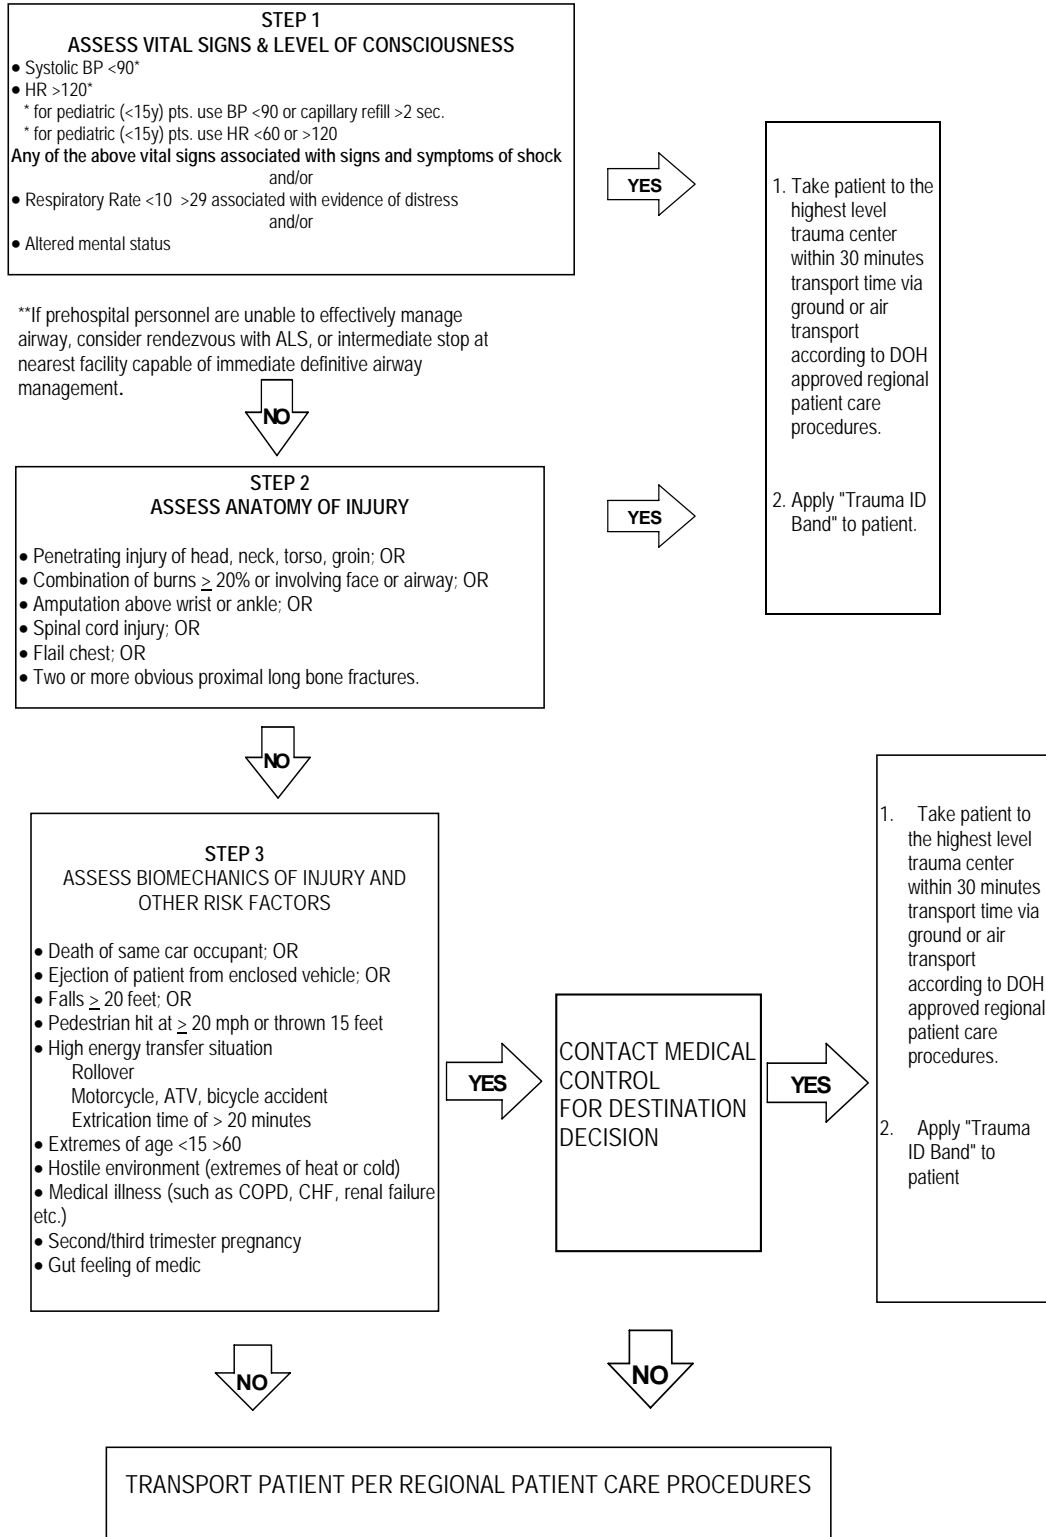 STEP 1
ASSESS VITAL SIGNS & LEVEL OF CONSCIOUSNESS
• Systolic BP <90*
• HR >120*
* for pediatric (<15y) pts. use BP <90 or capillary refill >2 sec.
* for pediatric (<15y) pts. use HR <60 or >120
Any of the above vital signs associated with signs and symptoms of shock
and/or
• Respiratory Rate <10 >29 associated with evidence of distress
and/or
• Altered mental status
YES
1. Take patient to the
highest level
trauma center
within 30 minutes
transport time via
ground or air
transport
according to DOH
approved regional
patient care
procedures.
2. Apply "Trauma ID
Band" to patient.
**If prehospital personnel are unable to effectively manage
airway, consider rendezvous with ALS, or intermediate stop at
nearest facility capable of immediate definitive airway
management.
NO
STEP 2
ASSESS ANATOMY OF INJURY
• Penetrating injury of head, neck, torso, groin; OR
• Combination of burns > 20% or involving face or airway; OR
• Amputation above wrist or ankle; OR
• Spinal cord injury; OR
• Flail chest; OR
• Two or more obvious proximal long bone fractures.
YES
NO
STEP 3
ASSESS BIOMECHANICS OF INJURY AND
OTHER RISK FACTORS
• Death of same car occupant; OR
• Ejection of patient from enclosed vehicle; OR
• Falls > 20 feet; OR
• Pedestrian hit at > 20 mph or thrown 15 feet
• High energy transfer situation
Rollover
Motorcycle, ATV, bicycle accident
Extrication time of > 20 minutes
• Extremes of age <15 >60
• Hostile environment (extremes of heat or cold)
• Medical illness (such as COPD, CHF, renal failure
etc.)
• Second/third trimester pregnancy
• Gut feeling of medic
YES
CONTACT MEDICAL
CONTROL
FOR DESTINATION
DECISION
YES
1. Take patient to
the highest level
trauma center
within 30 minutes
transport time via
ground or air
transport
according to DOH
approved regional
patient care
procedures.
2. Apply "Trauma
ID Band" to
patient
NO
NO
TRANSPORT PATIENT PER REGIONAL PATIENT CARE PROCEDURES